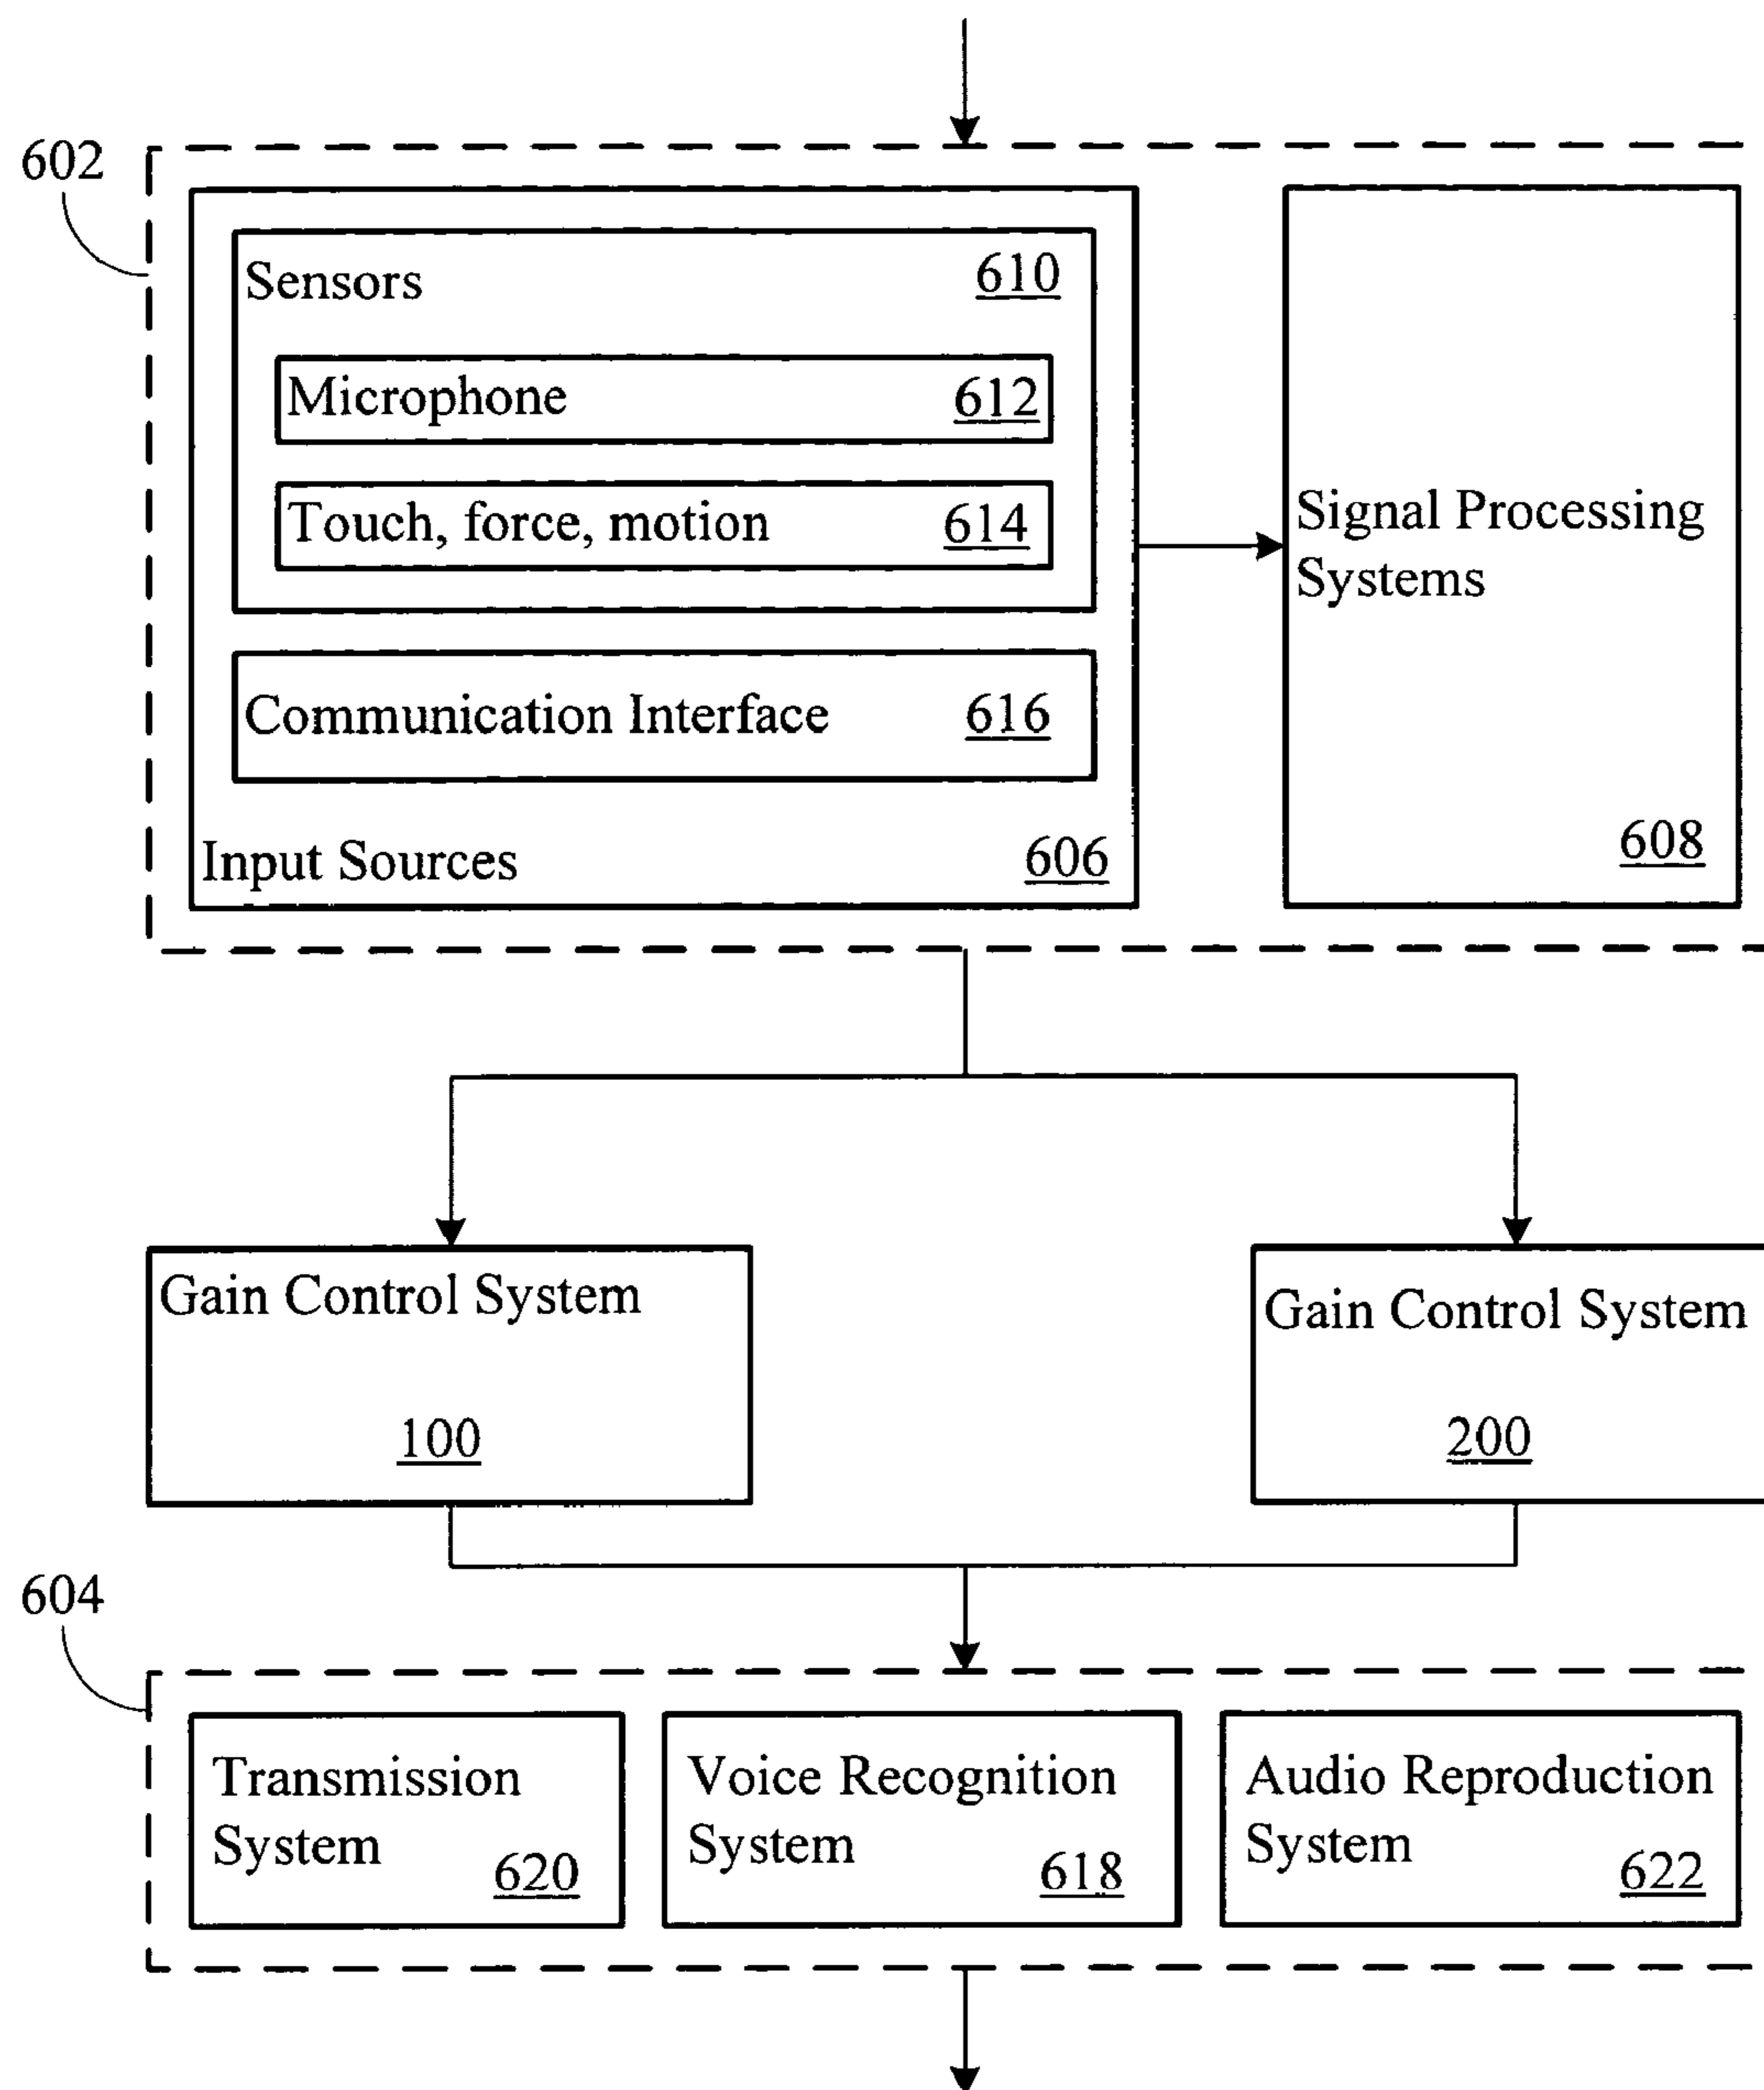 602
Sensors 610
Microphone 612
Touch, force, motion 614
Communication Interface 616
Input Sources 606
Signal Processing
Systems
608
Gain Control System
100
Gain Control System
200
604
Transmission
System
620
Voice Recognition
System
618
Audio Reproduction
System
622